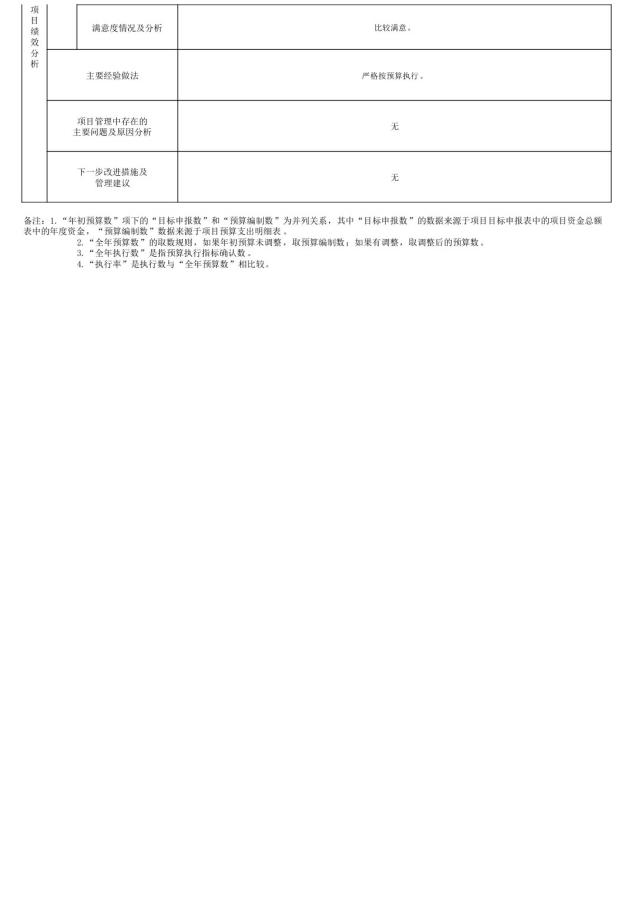 项
目
绩
效
分
析
满意度情况及分析
比较满意。
主要经验做法
严格按预算执行。
项目管理中存在的
主要问题及原因分析
无
下一步改进措施及
管理建议
无
备注：1.“年初预算数”项下的“目标申报数”和“预算编制数”为并列关系，其中“目标申报数”的数据来源于项目目标申报表中的项目资金总额
表中的年度资金，“预算编制数”数据来源于项目预算支出明细表。
2.“全年预算数”的取数规则，如果年初预算未调整，取预算编制数；如果有调整，取调整后的预算数。
3.“全年执行数”是指预算执行指标确认数。
4.“执行率”是执行数与“全年预算数”相比较。